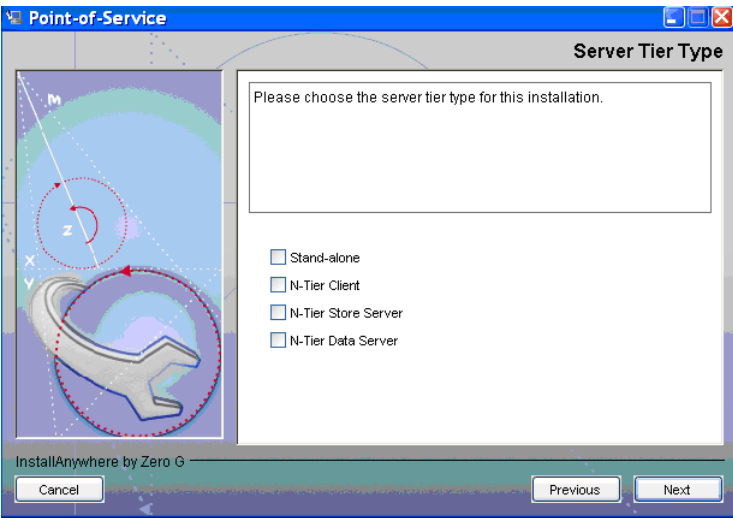 Point-of-Service
Server Tier Type
m
z
X
Y
Please choose the server tier type for this installation.
Stand-alone
N-Tier Client
N-Tier Store Server
N-Tier Data Server
InstallAnywhere by Zero G
Cancel
Previous
Next